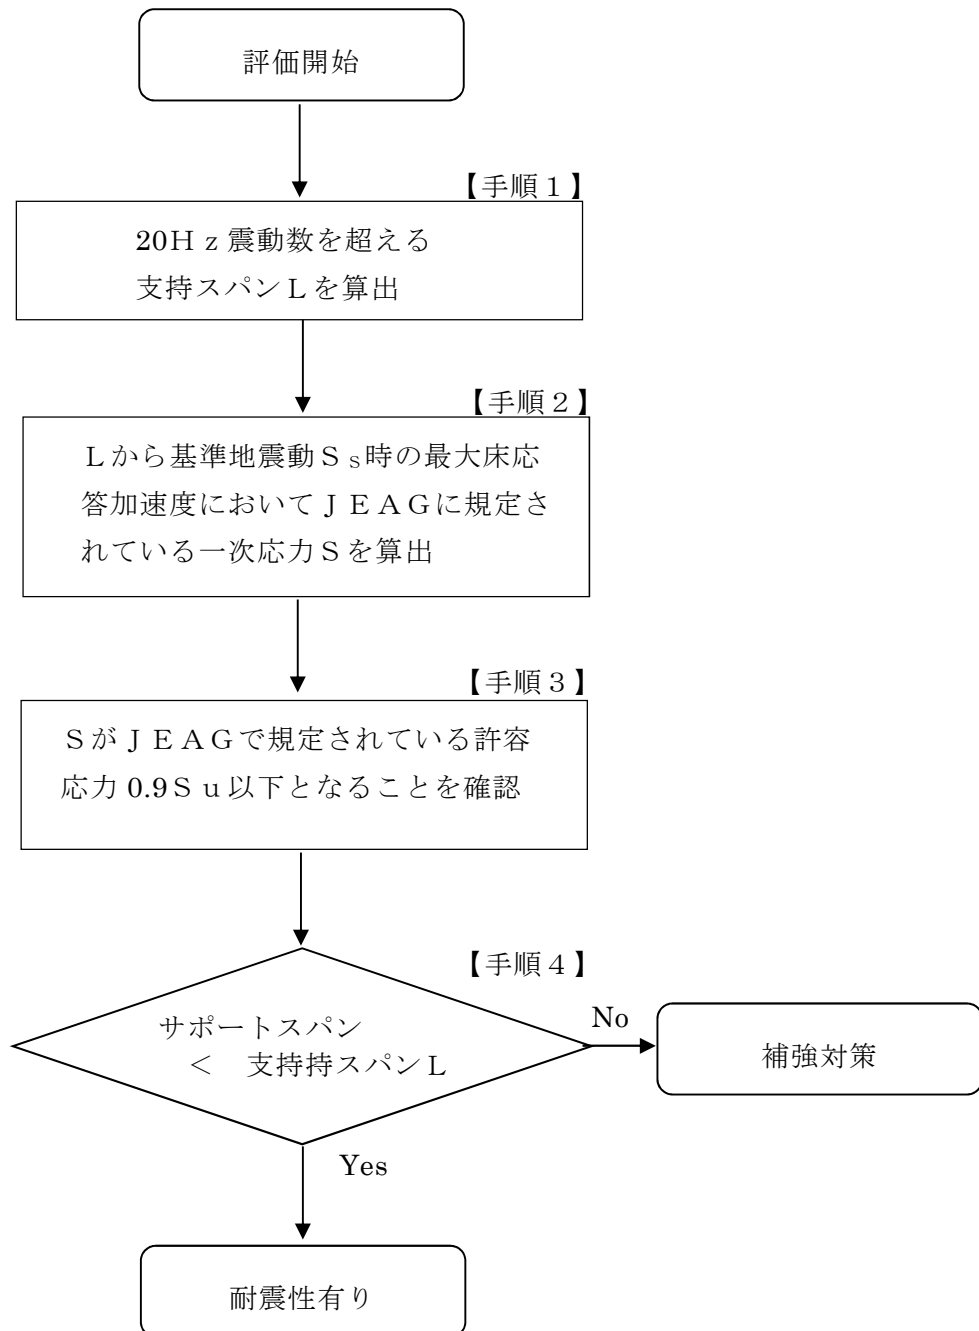 評価開始
【手順１】
20Hｚ震動数を超える
支持スパンＬを算出
【手順２】
Ｌから基準地震動Ｓs時の最大床応
答加速度においてＪＥＡＧに規定さ
れている一次応力Ｓを算出
【手順３】
ＳがＪＥＡＧで規定されている許容
応力 0.9Ｓｕ以下となることを確認
【手順４】
サポートスパン
＜　支持持スパンＬ
No
補強対策
Yes
耐震性有り